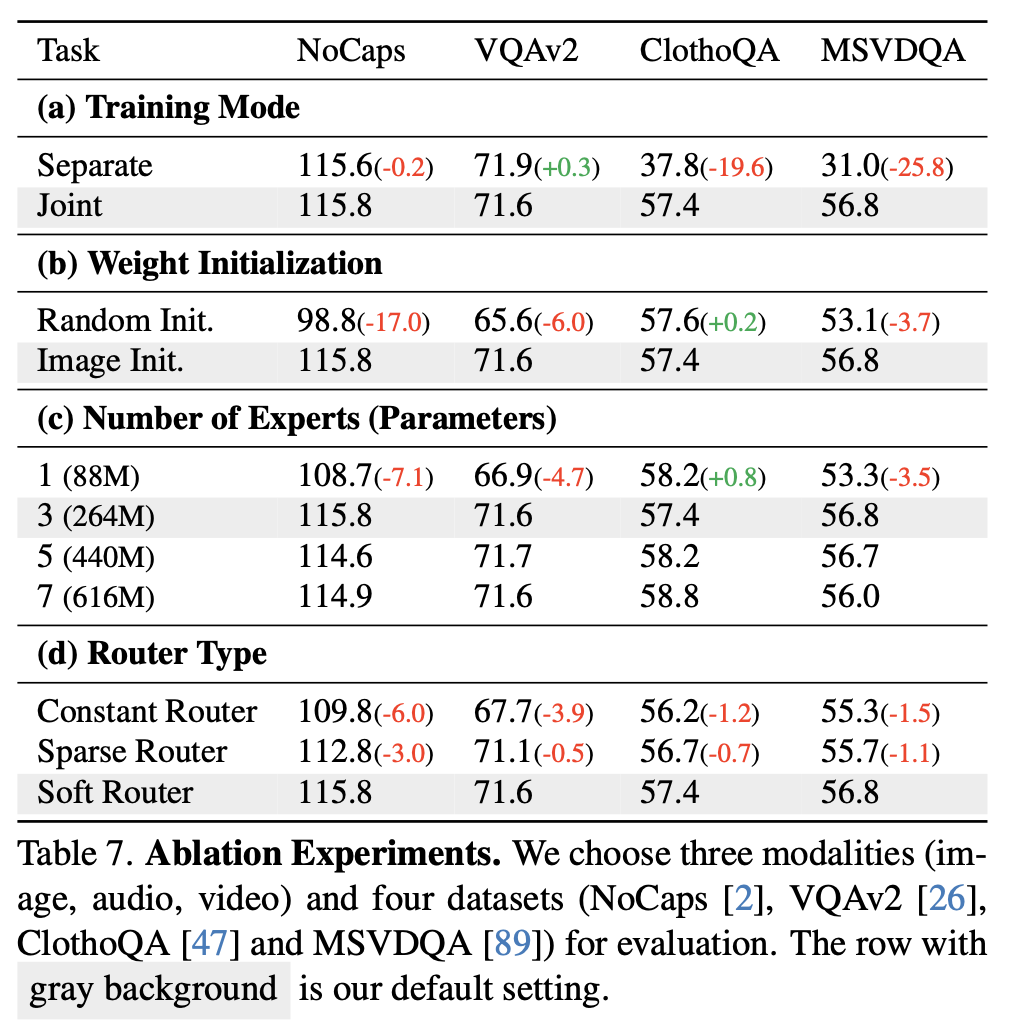 Task NoCaps VQAv2 ClothoQA MSVDQA
(a) Training Mode
Separate 115.6(-0.2) 71.9(+0.3) 37.8(-19.6) 31.0(-25.8)
Joint 115.8 71.6 57.4 56.8
(b) Weight Initialization
Random Init. 98.8(-17.0) 65.6(-6.0) 57.6(+0.2) 53.1(-3.7)
Image Init. 115.8 71.6 57.4 56.8
(c) Number of Experts (Parameters)
1 (88M) 108.7(-7.1) 66.9(-4.7) 58.2(+0.8) 53.3(-3.5)
3 (264M) 115.8 71.6 57.4 56.8
5 (440M) 114.6 71.7 58.2 56.7
7 (616M) 114.9 71.6 58.8 56.0
(d) Router Type
Constant Router 109.8(-6.0) 67.7(-3.9) 56.2(-1.2) 55.3(-1.5)
Sparse Router 112.8(-3.0) 71.1(-0.5) 56.7(-0.7) 55.7(-1.1)
Soft Router 115.8 71.6 57.4 56.8
Table 7. Ablation Experiments. We choose three modalities (im-
age, audio, video) and four datasets (NoCaps [2], VQAv2 [26],
ClothoQA [47] and MSVDQA [89]) for evaluation. The row with
gray background is our default setting.